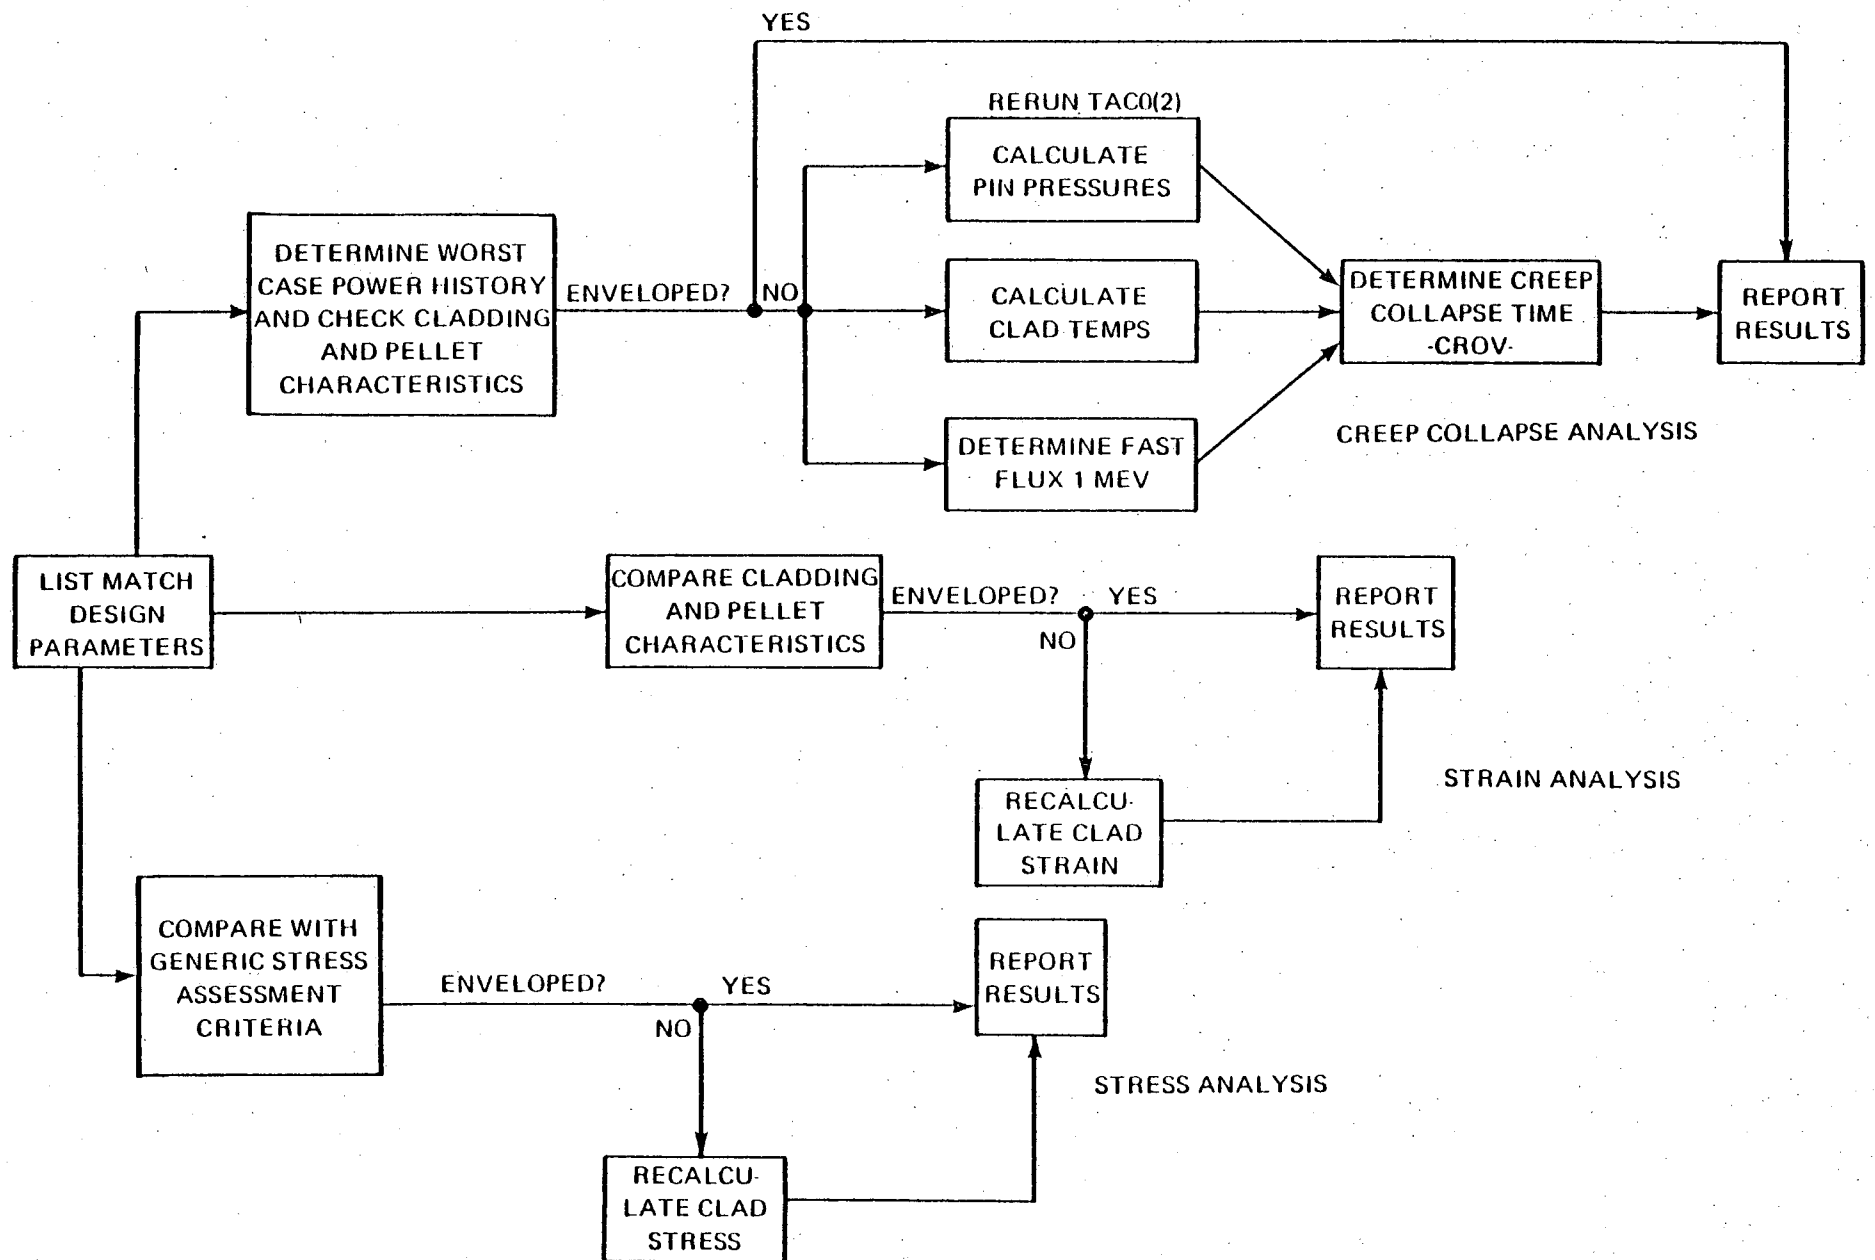 YES
RERUN TACO(2)
CALCULATE
PIN PRESSURES
DETERMINE WORST
CASE POWER HISTORY
AND CHECK CLADDING
AND PELLET
CHARACTERISTICS
ENVELOPED?
NO
CALCULATE
CLAD TEMPS
DETERMINE CREEP
COLLAPSE TIME
-CROV-
REPORT
RESULTS
DETERMINE FAST
FLUX 1 MEV
CREEP COLLAPSE ANALYSIS
LIST MATCH
DESIGN
PARAMETERS
COMPARE CLADDING
AND PELLET
CHARACTERISTICS
ENVELOPED?
YES
NO
REPORT
RESULTS
RECALCU-
LATE CLAD
STRAIN
STRAIN ANALYSIS
COMPARE WITH
GENERIC STRESS
ASSESSMENT
CRITERIA
ENVELOPED?
YES
NO
REPORT
RESULTS
STRESS ANALYSIS
RECALCU-
LATE CLAD
STRESS